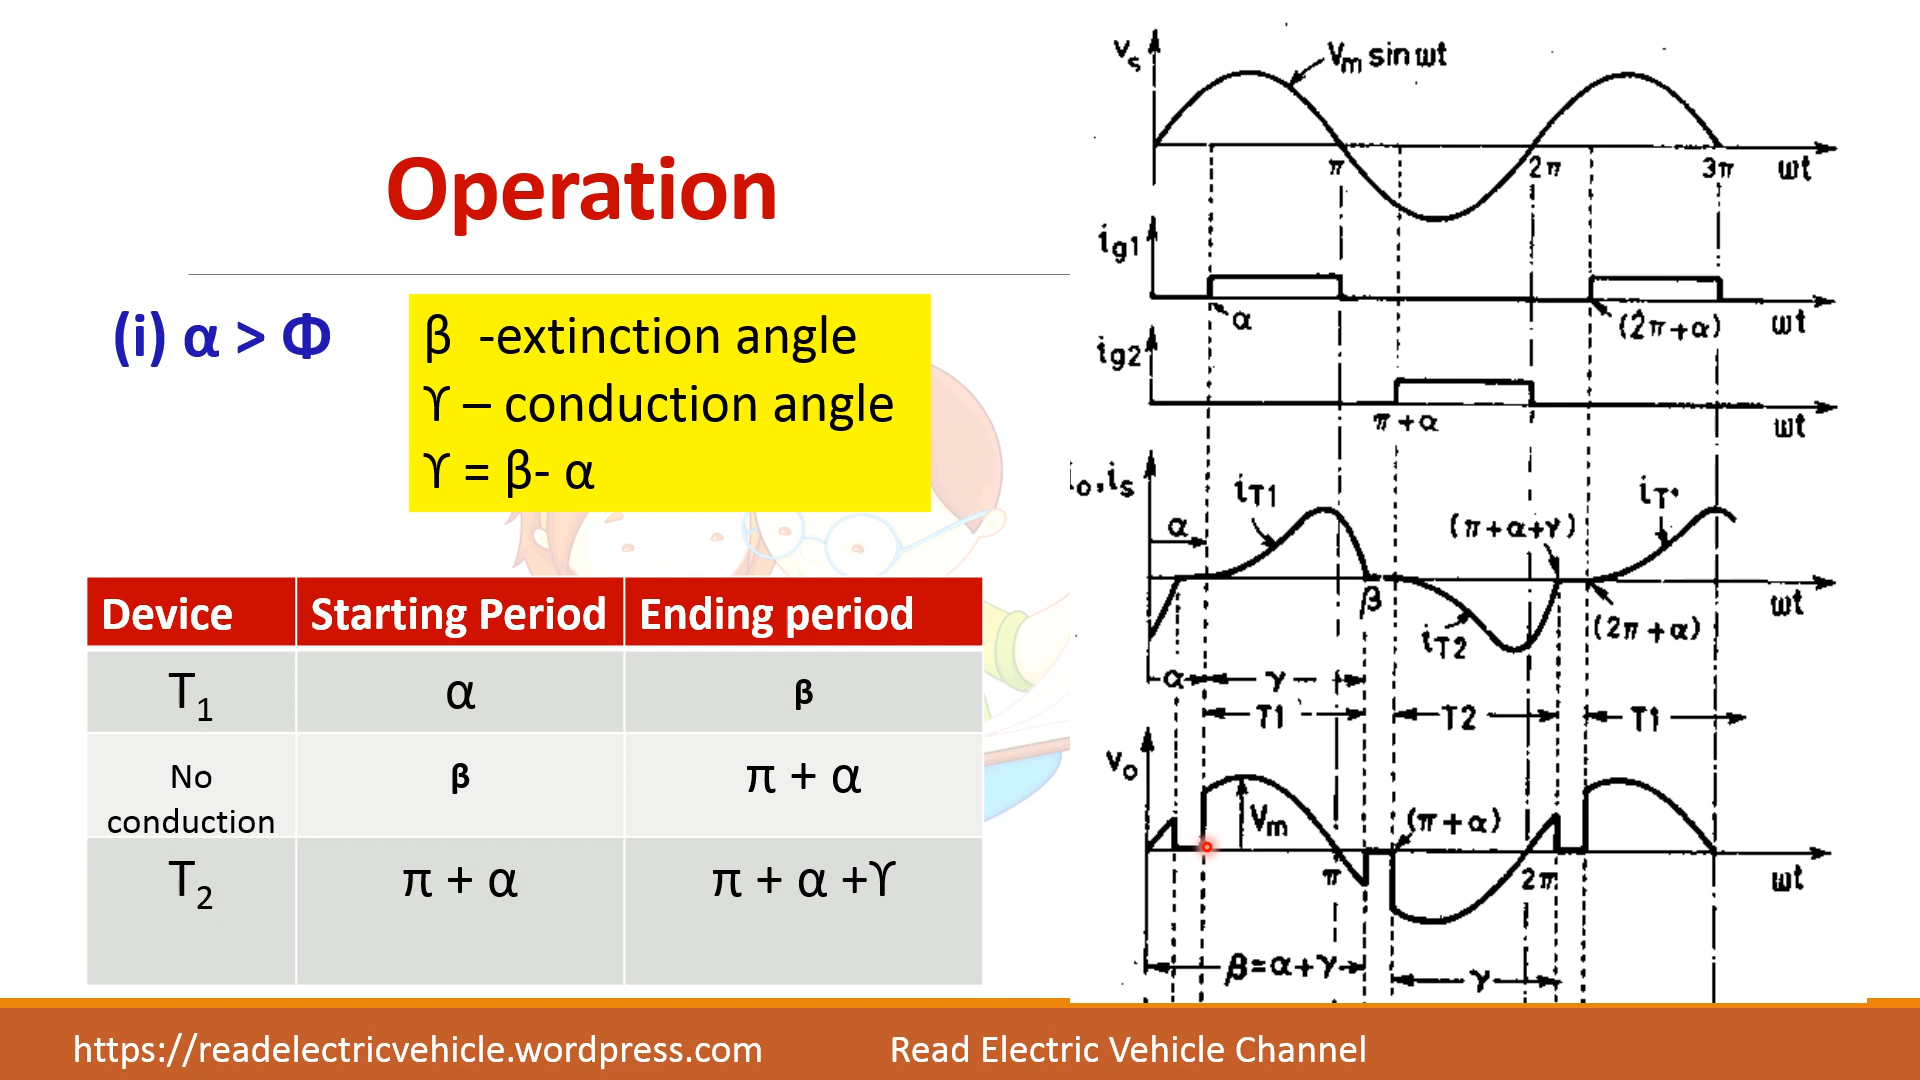 Operation
(i) α > Φ
β -extinction angle
ϒ – conduction angle
ϒ = β- α
Device Starting Period Ending period
T1 α β
No conduction β π + α
T2 π + α π + α +ϒ
vs
Vm sin ωt
π 2π 3π ωt
ig1
α (2π+α) ωt
ig2
π+α ωt
io,is
α iT1 (π+α+γ) iT1
β iT2 (2π+α) ωt
α γ
T1 T2 T1
vo
Vm (π+α)
π 2π ωt
β=α+γ γ
https://readelectricvehicle.wordpress.com Read Electric Vehicle Channel